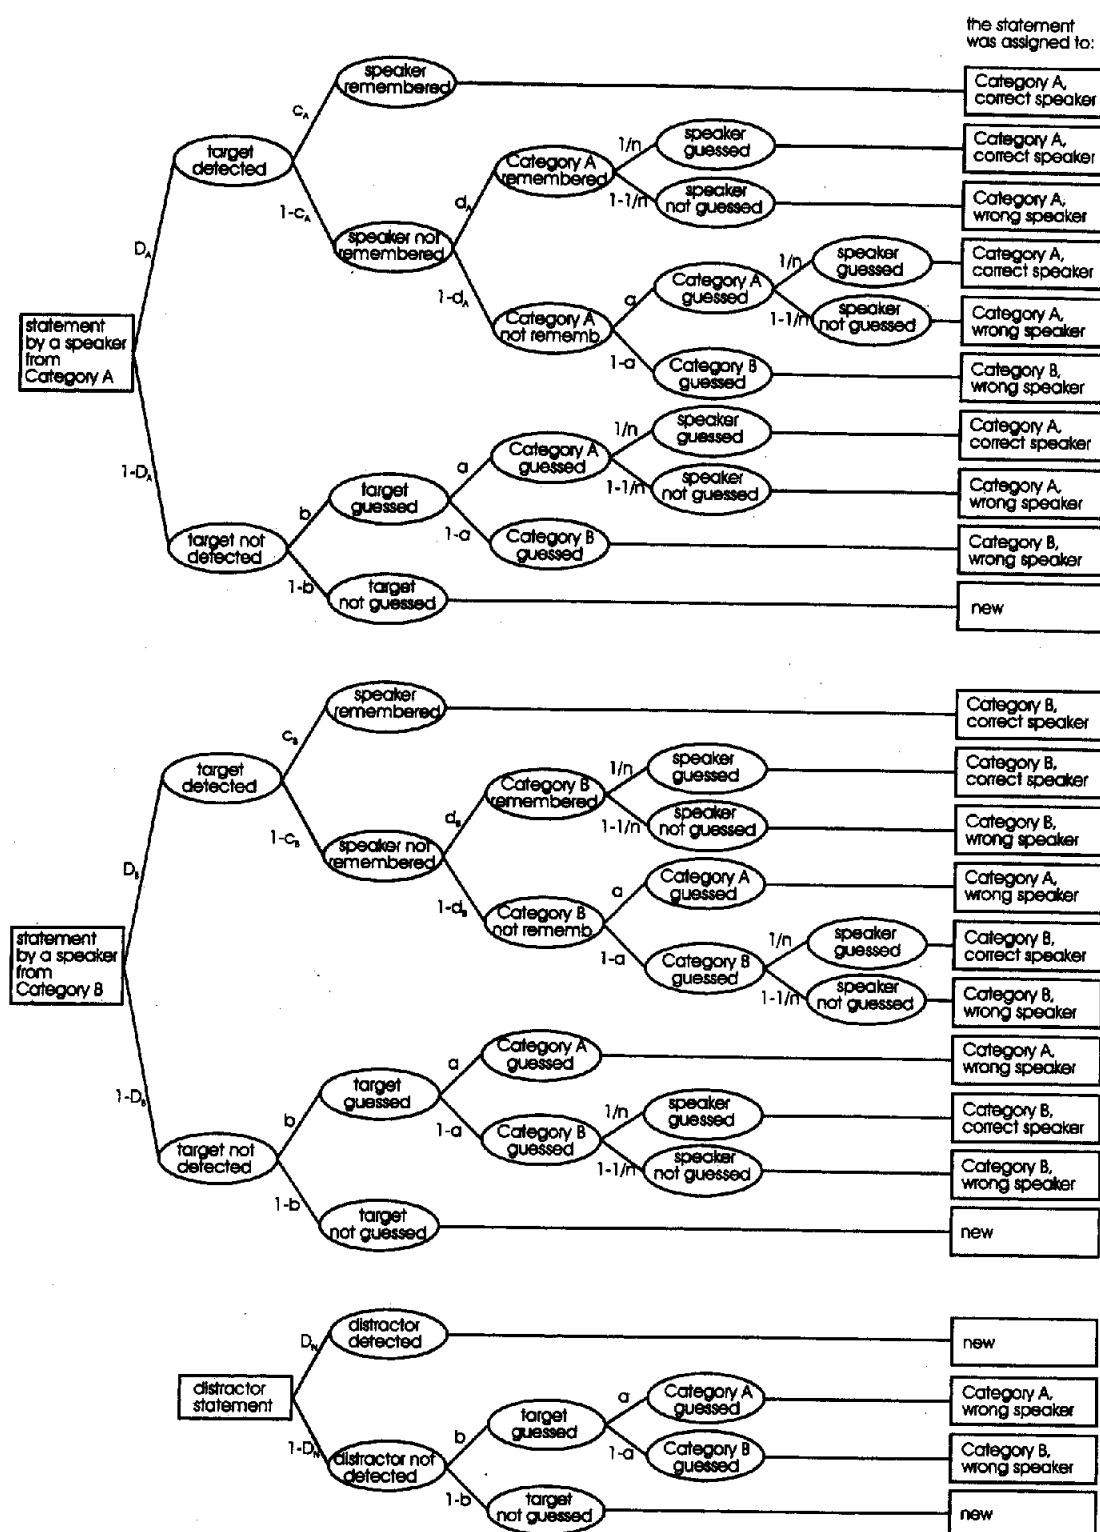 the statement
was assigned to:
speaker
remembered
Category A,
correct speaker
C_A
target
detected
1/n
speaker
guessed
Category A,
correct speaker
Category A
remembered
d_A
1-1/n
speaker
not guessed
Category A,
wrong speaker
1-C_A
D_A
speaker not
remembered
1/n
speaker
guessed
Category A,
correct speaker
1-d_A
a
Category A
guessed
1-1/n
speaker
not guessed
Category A,
wrong speaker
Category A
not rememb.
statement
by a speaker
from
Category A
1-a
Category B
guessed
Category B,
wrong speaker
1/n
speaker
guessed
Category A,
correct speaker
a
Category A
guessed
1-D_A
1-1/n
speaker
not guessed
Category A,
wrong speaker
target
guessed
b
1-a
Category B
guessed
Category B,
wrong speaker
target not
detected
1-b
target
not guessed
new
speaker
remembered
Category B,
correct speaker
C_B
target
detected
1/n
speaker
guessed
Category B,
correct speaker
Category B
remembered
d_B
1-1/n
speaker
not guessed
Category B,
wrong speaker
1-C_B
speaker not
remembered
D_B
a
Category A
guessed
Category A,
wrong speaker
1-d_B
Category B
not rememb.
1/n
speaker
guessed
Category B,
correct speaker
statement
by a speaker
from
Category B
1-a
Category B
guessed
1-1/n
speaker
not guessed
Category B,
wrong speaker
a
Category A
guessed
Category A,
wrong speaker
1-D_B
target
guessed
b
1-a
1/n
speaker
guessed
Category B,
correct speaker
Category B
guessed
target not
detected
1-1/n
speaker
not guessed
Category B,
wrong speaker
1-b
target
not guessed
new
distractor
detected
new
D_N
distractor
statement
a
Category A
guessed
Category A,
wrong speaker
target
guessed
b
1-D_N
1-a
Category B
guessed
Category B,
wrong speaker
distractor not
detected
1-b
target
not guessed
new